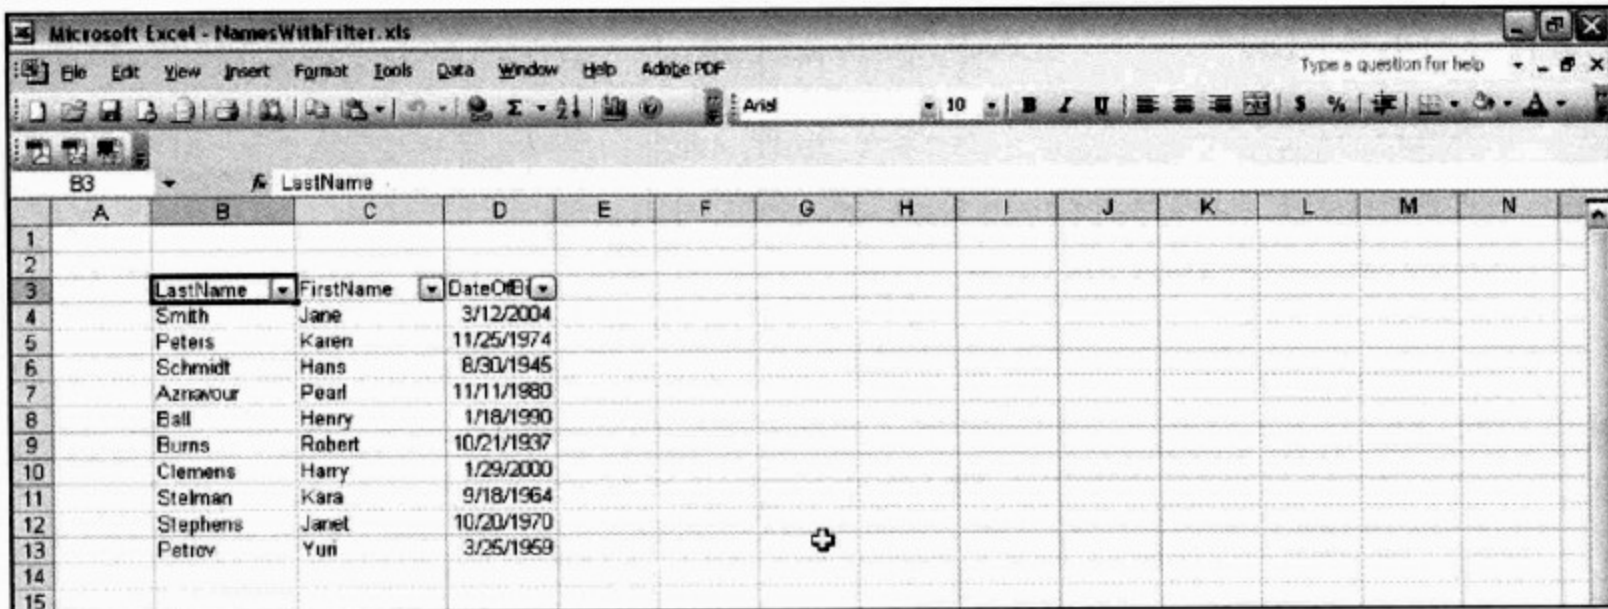 Microsoft Excel - NamesWithFilter.xls
File Edit View Insert Format Tools Data Window Help Adobe PDF Type a question for help
Arial 10 B I U $ %
B3 fx LastName
A B C D E F G H I J K L M N
1
2
3 LastName FirstName DateOfBi
4 Smith Jane 3/12/2004
5 Peters Karen 11/25/1974
6 Schmidt Hans 8/30/1945
7 Aznavour Pearl 11/11/1980
8 Ball Henry 1/18/1990
9 Burns Robert 10/21/1937
10 Clemens Harry 1/29/2000
11 Stelman Kara 9/18/1964
12 Stephens Janet 10/20/1970
13 Petrov Yuri 3/25/1959
14
15